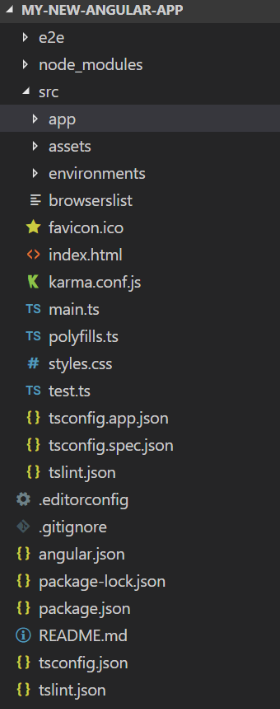 MY-NEW-ANGULAR-APP
e2e
node_modules
src
app
assets
environments
browserslist
favicon.ico
<> index.html
karma.conf.js
TS main.ts
TS polyfills.ts
# styles.css
TS test.ts
{} tsconfig.app.json
{} tsconfig.spec.json
{} tslint.json
.editorconfig
.gitignore
{} angular.json
{} package-lock.json
{} package.json
README.md
{} tsconfig.json
{} tslint.json